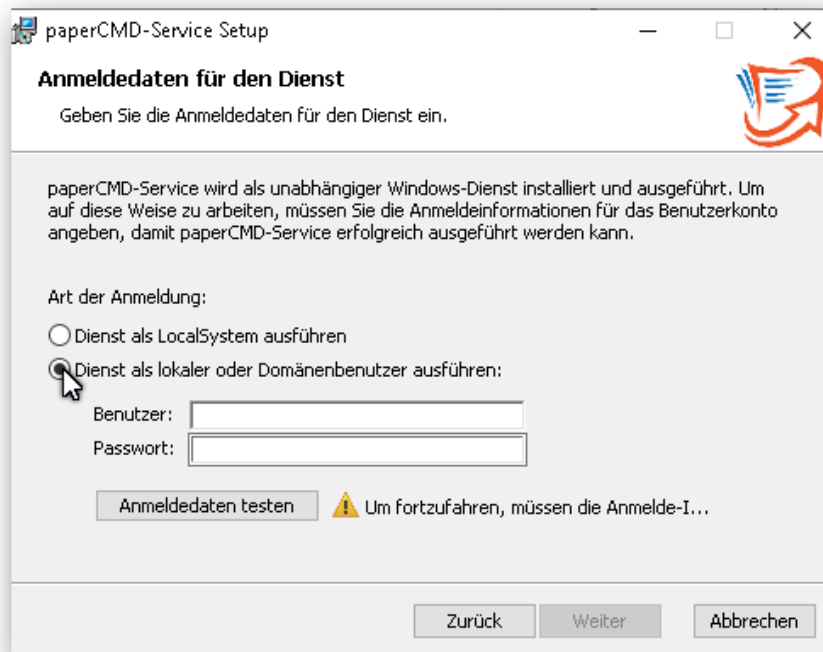 paperCMD-Service Setup
Anmeldedaten für den Dienst
Geben Sie die Anmeldedaten für den Dienst ein.
paperCMD-Service wird als unabhängiger Windows-Dienst installiert und ausgeführt. Um
auf diese Weise zu arbeiten, müssen Sie die Anmeldeinformationen für das Benutzerkonto
angeben, damit paperCMD-Service erfolgreich ausgeführt werden kann.
Art der Anmeldung:
Dienst als LocalSystem ausführen
Dienst als lokaler oder Domänenbenutzer ausführen:
Benutzer:
Passwort:
Anmeldedaten testen Um fortzufahren, müssen die Anmelde-I...
Zurück Weiter Abbrechen